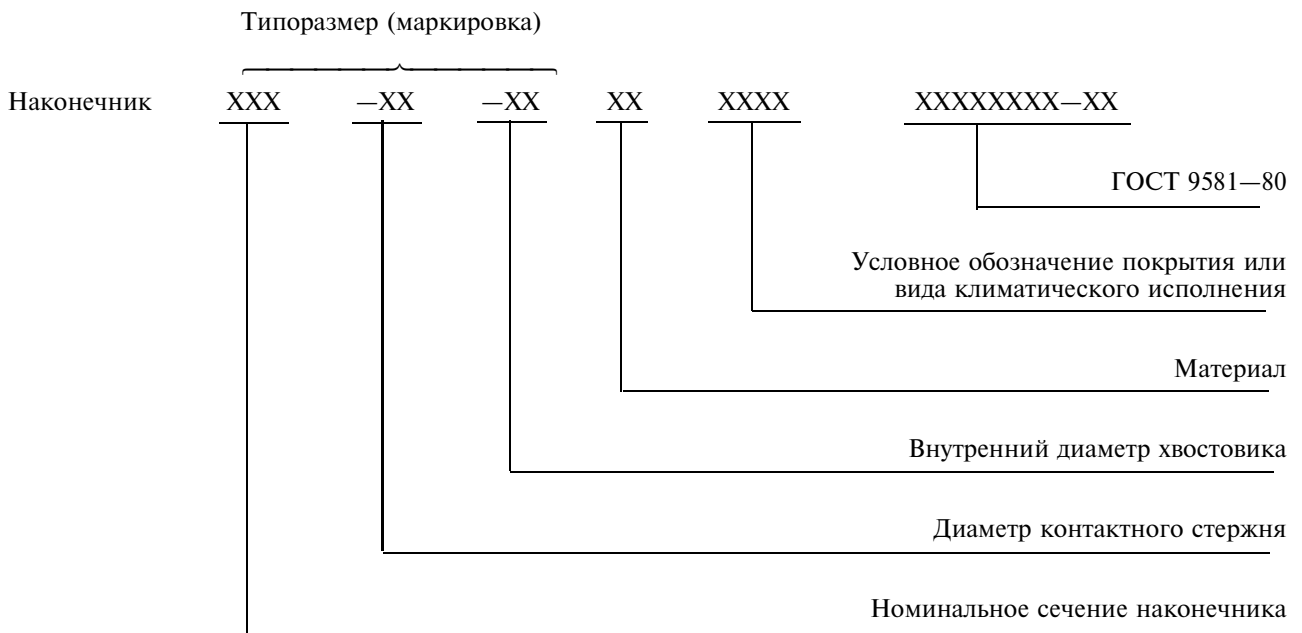 Типоразмер (маркировка)
Наконечник XXX —XX —XX XX XXXX XXXXXXXX—XX
ГОСТ 9581—80
Условное обозначение покрытия или
вида климатического исполнения
Материал
Внутренний диаметр хвостовика
Диаметр контактного стержня
Номинальное сечение наконечника